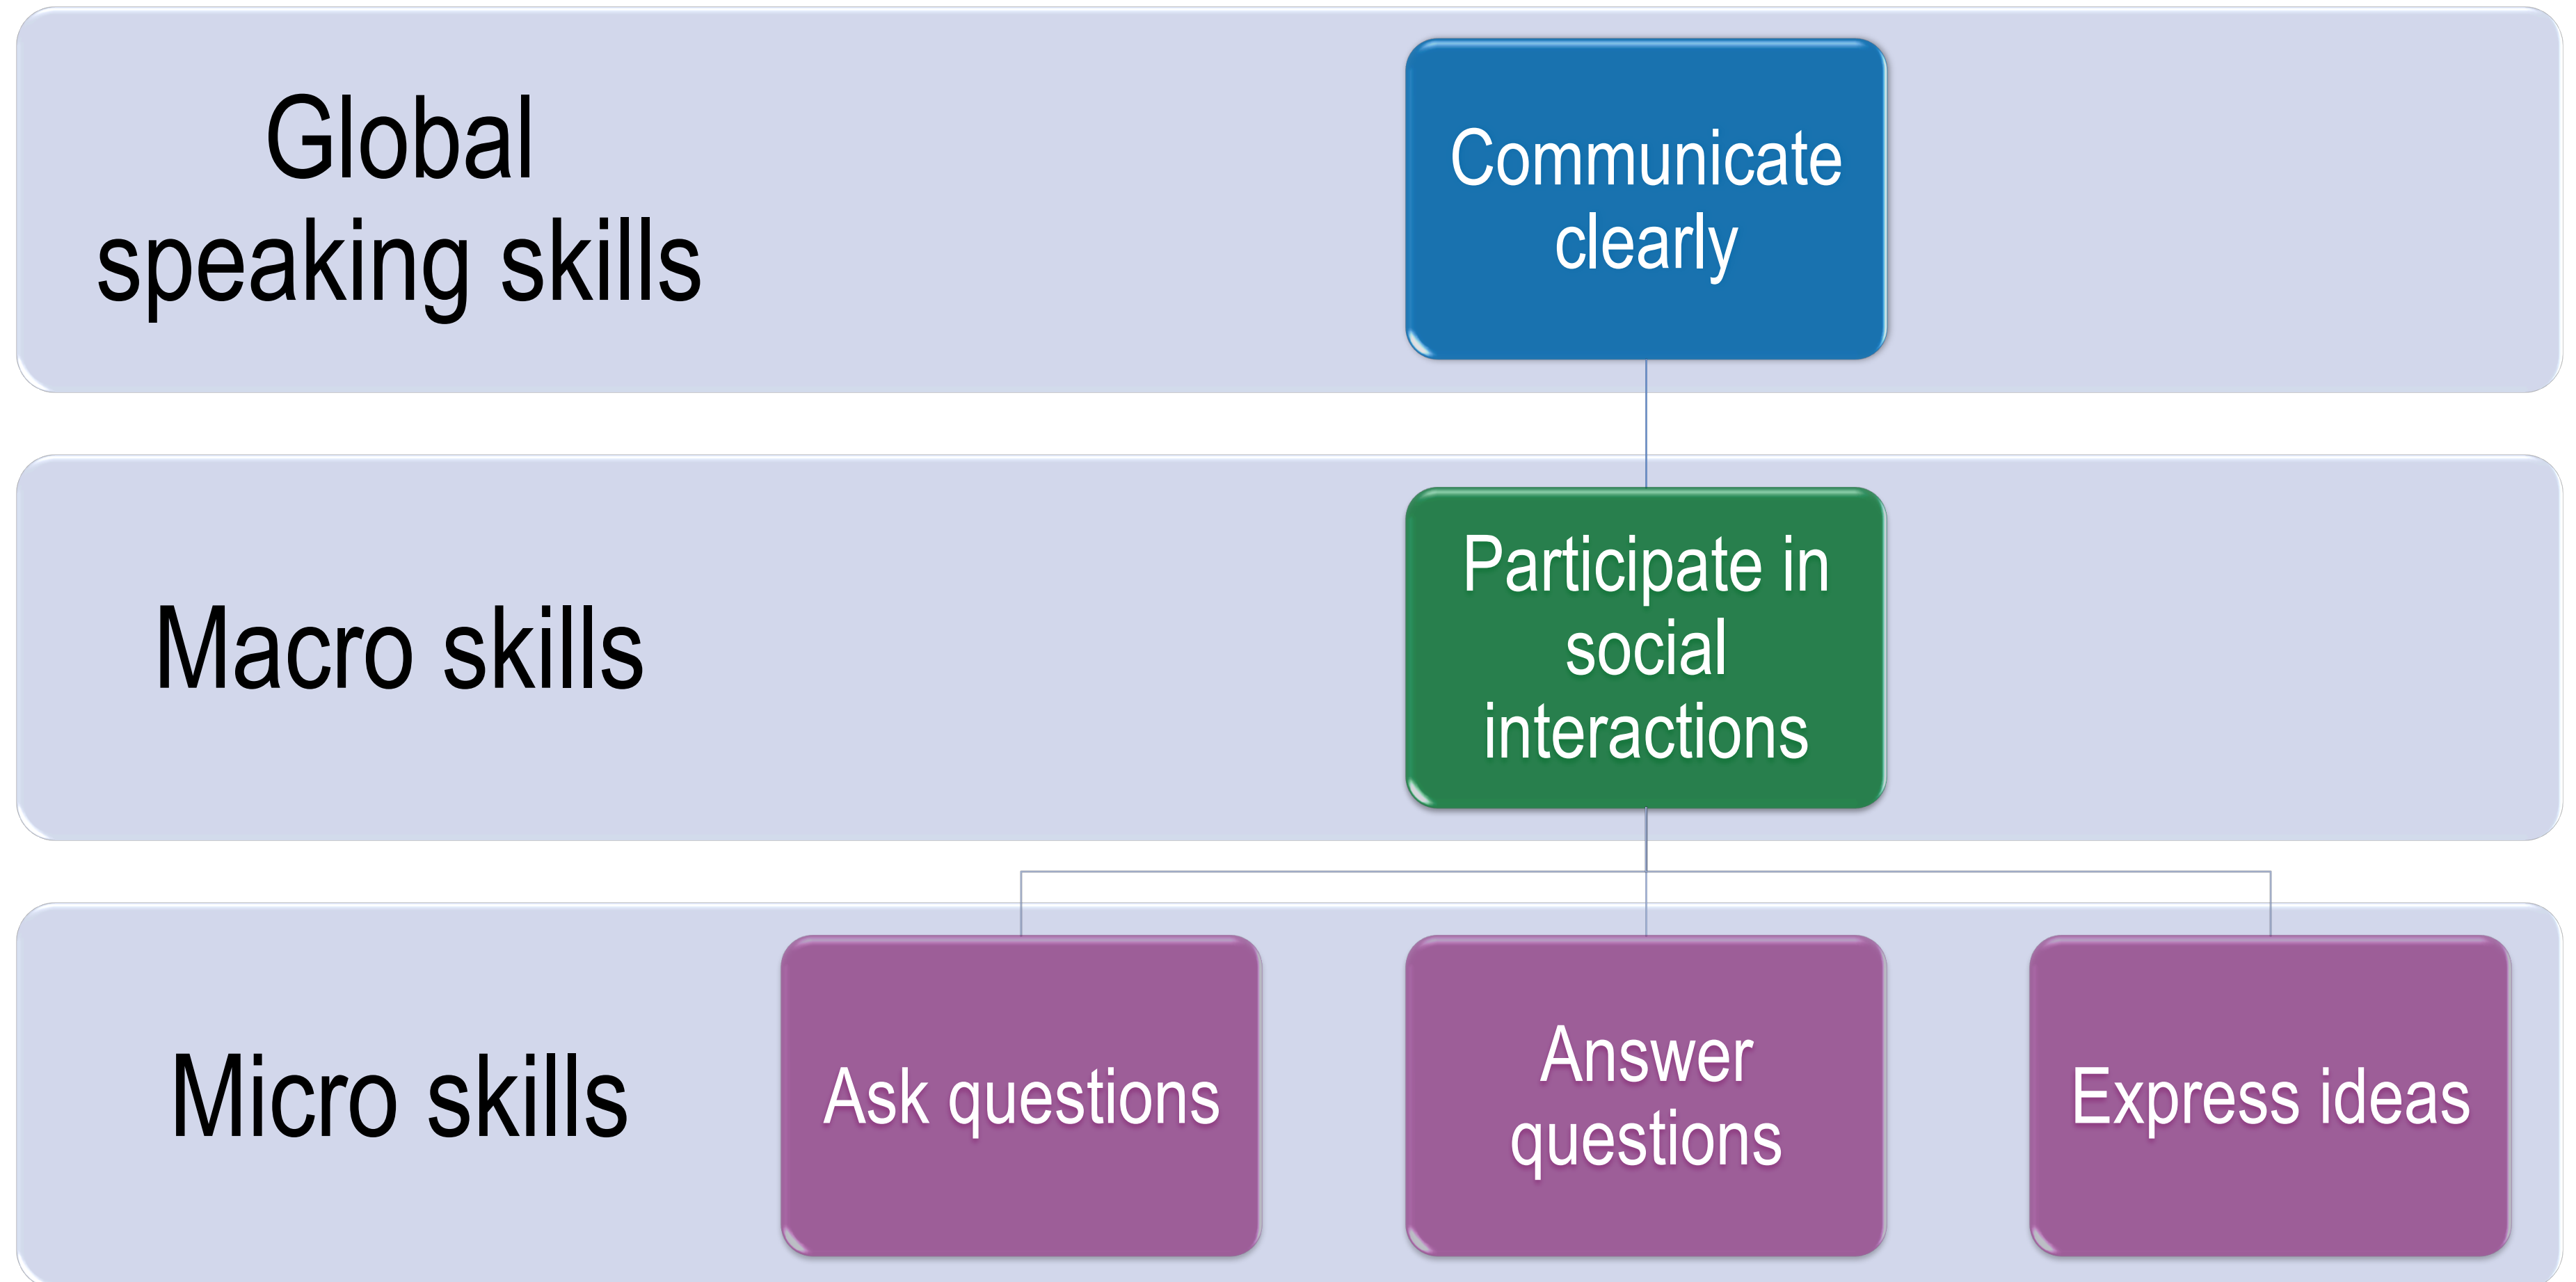 Global
speaking skills
Communicate
clearly
Macro skills
Participate in
social
interactions
Micro skills
Ask questions
Answer
questions
Express ideas